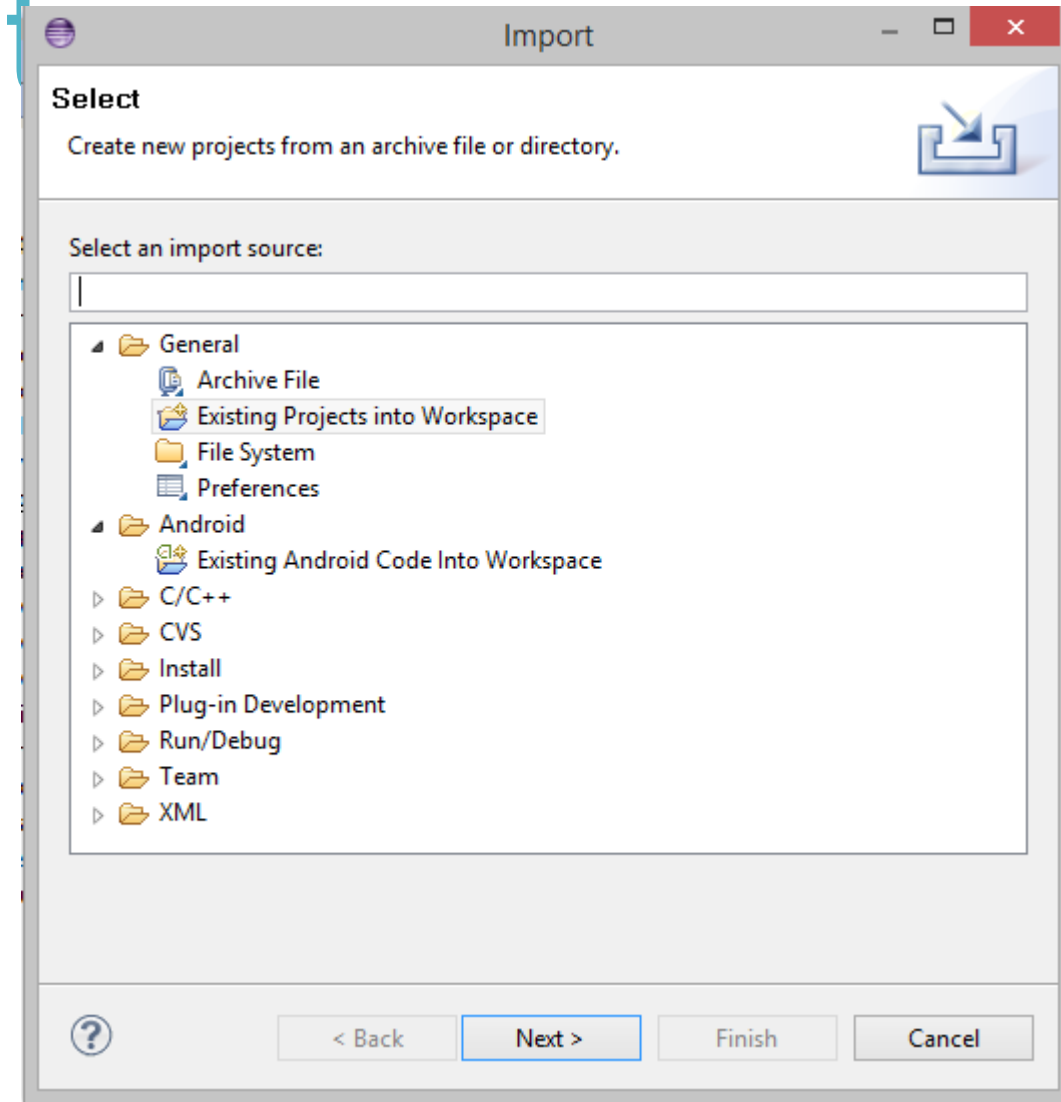 Import
Select
Create new projects from an archive file or directory.
Select an import source:
General
Archive File
Existing Projects into Workspace
File System
Preferences
Android
Existing Android Code Into Workspace
C/C++
CVS
Install
Plug-in Development
Run/Debug
Team
XML
< Back Next > Finish Cancel